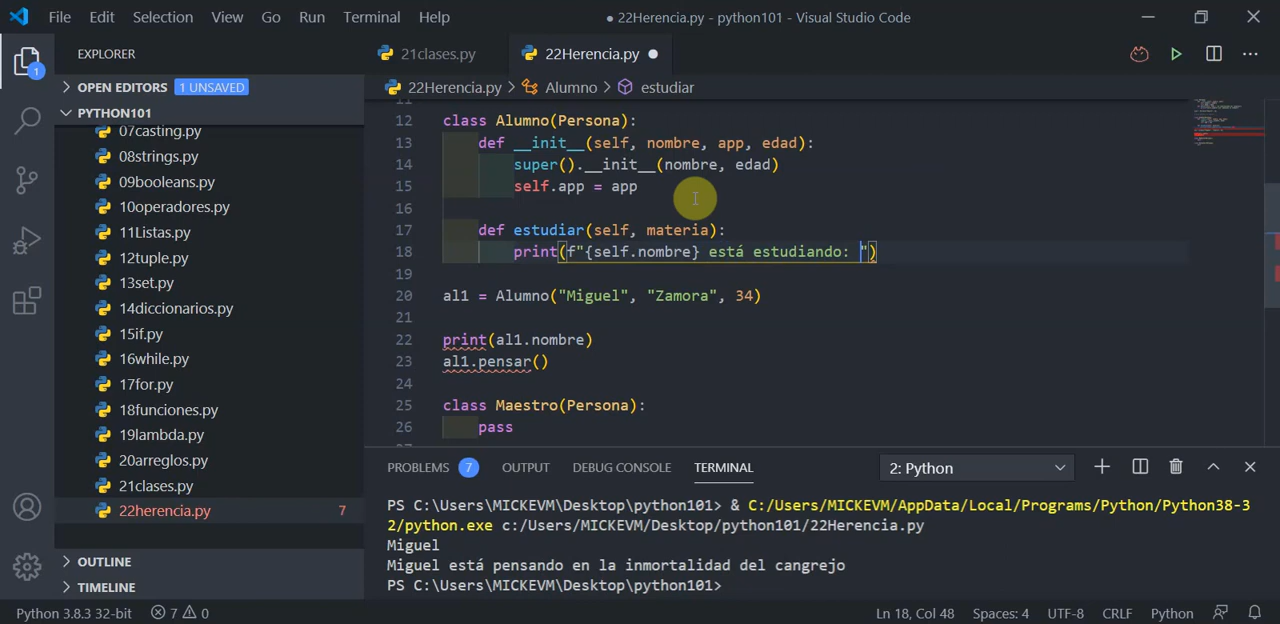 File Edit Selection View Go Run Terminal Help ● 22Herencia.py - python101 - Visual Studio Code
EXPLORER
21clases.py 22Herencia.py ●
OPEN EDITORS 1 UNSAVED
22Herencia.py > Alumno > estudiar
PYTHON101
07casting.py
08strings.py
09booleans.py
10operadores.py
11Listas.py
12tuple.py
13set.py
14diccionarios.py
15if.py
16while.py
17for.py
18funciones.py
19lambda.py
20arreglos.py
21clases.py
22herencia.py 7
OUTLINE
TIMELINE
1
11
12 class Alumno(Persona):
13 def __init__(self, nombre, app, edad):
14 super().__init__(nombre, edad)
15 self.app = app
16
17 def estudiar(self, materia):
18 print(f"{self.nombre} está estudiando: ")
19
20 al1 = Alumno("Miguel", "Zamora", 34)
21
22 print(al1.nombre)
23 al1.pensar()
24
25 class Maestro(Persona):
26 pass
PROBLEMS 7 OUTPUT DEBUG CONSOLE TERMINAL 2: Python
PS C:\Users\MICKEVM\Desktop\python101> & C:/Users/MICKEVM/AppData/Local/Programs/Python/Python38-3
2/python.exe c:/Users/MICKEVM/Desktop/python101/22Herencia.py
Miguel
Miguel está pensando en la inmortalidad del cangrejo
PS C:\Users\MICKEVM\Desktop\python101>
Python 3.8.3 32-bit 7 0 Ln 18, Col 48 Spaces: 4 UTF-8 CRLF Python